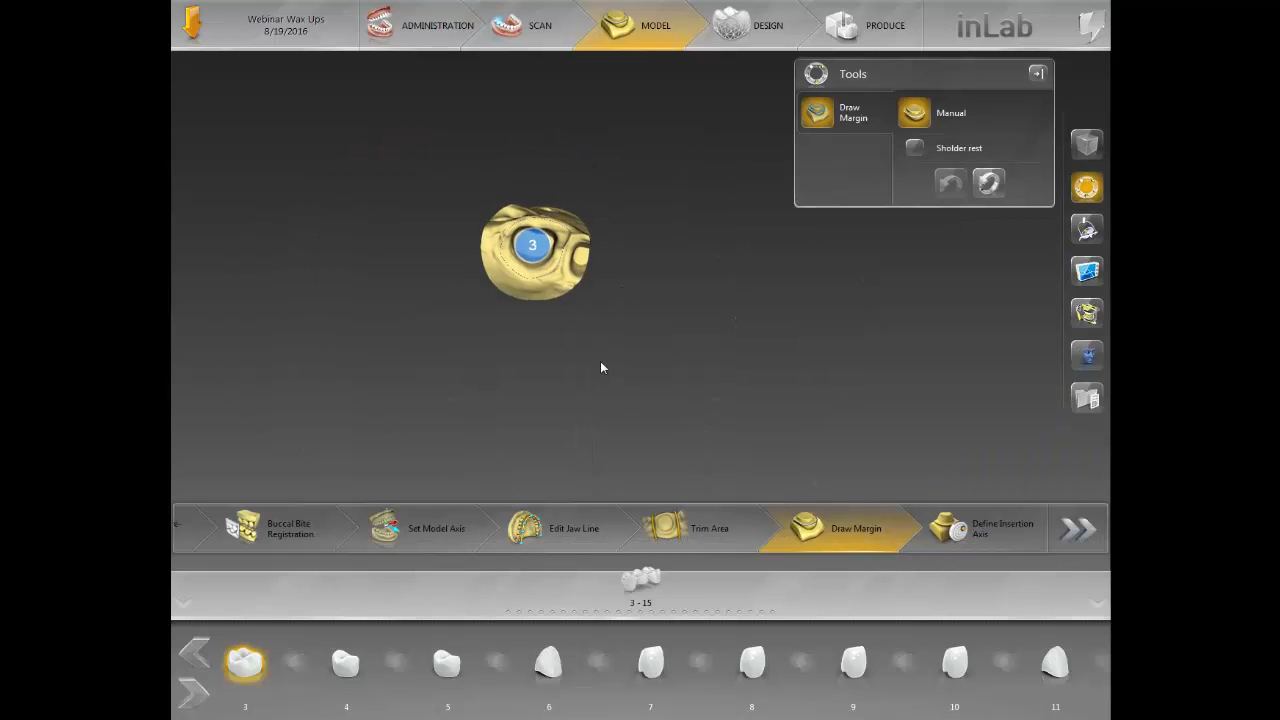 Webinar Wax Ups
8/19/2016
ADMINISTRATION
SCAN
MODEL
DESIGN
PRODUCE
inLab
Tools
Draw
Margin
Manual
Sholder rest
3
e-
Buccal Bite
Registration
Set Model Axis
Edit Jaw Line
Trim Area
Draw Margin
Define Insertion
Axis
3 - 15
3
4
5
6
7
8
9
10
11